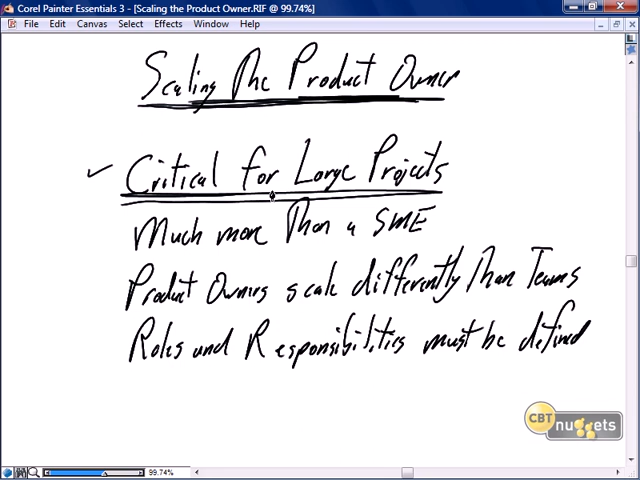 Corel Painter Essentials 3 - [Scaling the Product Owner.RIF @ 99.74%]
File Edit Canvas Select Effects Window Help
Scaling The Product Owner
Critical for Large Projects
Much more Than a SME
Product Owners scale differently Than Teams
Roles and Responsibilities must be defined
CBT nuggets
99.74%